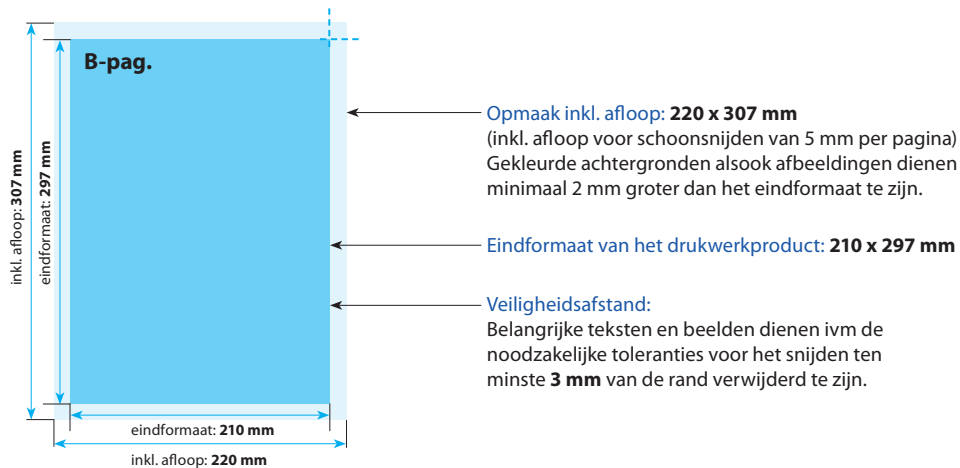 B-pag.
Opmaak inkl. afloop: 220 x 307 mm
(inkl. afloop voor schoonsnijden van 5 mm per pagina)
Gekleurde achtergronden alsook afbeeldingen dienen
minimaal 2 mm groter dan het eindformaat te zijn.
Eindformaat van het drukwerkproduct: 210 x 297 mm
Veiligheidsafstand:
Belangrijke teksten en beelden dienen ivm de
noodzakelijke toleranties voor het snijden ten
minste 3 mm van de rand verwijderd te zijn.
inkl. afloop: 307 mm
eindformaat: 297 mm
eindformaat: 210 mm
inkl. afloop: 220 mm